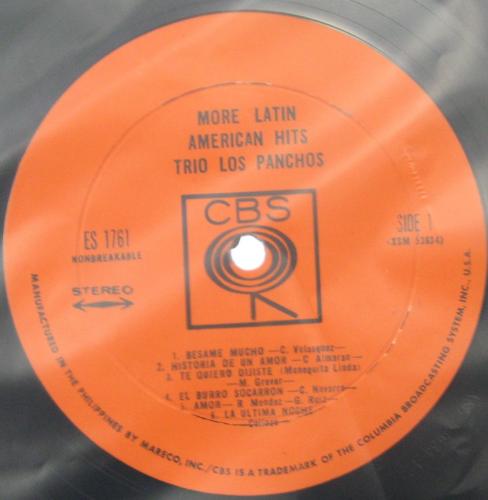 MORE LATIN
AMERICAN HITS
TRIO LOS PANCHOS
CBS
ES 1761
NONBREAKABLE
SIDE 1
STEREO
1. BESAME MUCHO —C. Velasquez—
2. HISTORIA DE UN AMOR —C Almaran—
3. TE QUIERO DIJISTE (Munequita Linda)
—M. Grever—
4. EL BURRO SOCARRON —C. Navarro—
5. AMOR— R. Mendez —G. Ruiz—
6. LA ULTIMA NOCHE—
MANUFACTURED IN THE PHILIPPINES BY MARECO, INC./CBS IS A TRADEMARK OF THE COLUMBIA BROADCASTING SYSTEM, INC., U.S.A.